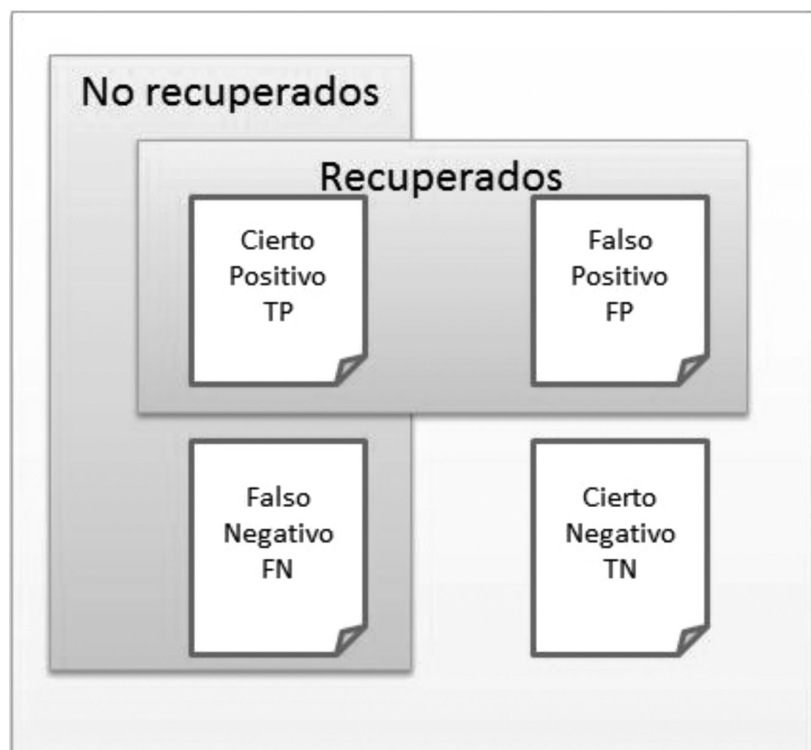 No recuperados
Recuperados
Cierto
Positivo
TP
Falso
Positivo
FP
Falso
Negativo
FN
Cierto
Negativo
TN